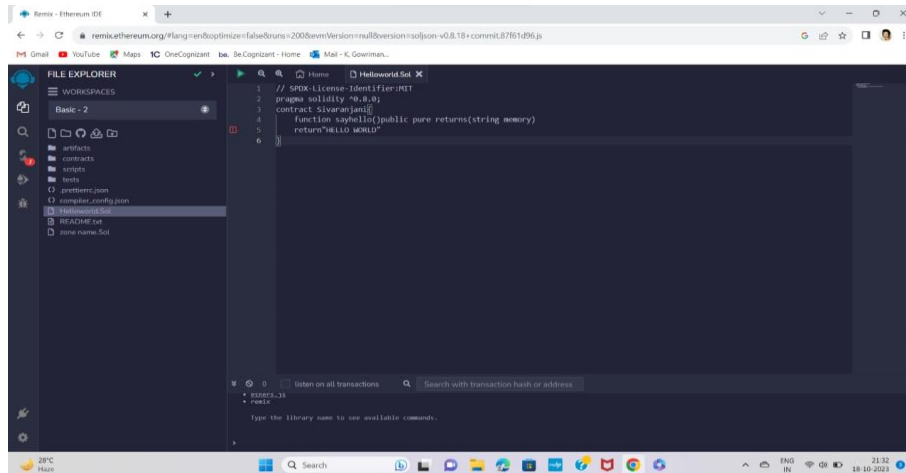 Remix - Ethereum IDE
remix.ethereum.org/#lang=en&optimize=false&runs=200&evmVersion=null&version=soljson-v0.8.18+commit.87f61d96.js
Gmail YouTube Maps 1C OneCognizant be. Be.Cognizant - Home Mail - K, Gowriman...
FILE EXPLORER
WORKSPACES
Basic - 2
artifacts
contracts
scripts
tests
.prettierrc.json
compiler_config.json
Helloworld.Sol
README.txt
zone name.Sol
Home Helloworld.Sol
1 // SPDX-License-Identifier:MIT
2 pragma solidity ^0.8.0;
3 contract Sivaranjani{
4 function sayhello()public pure returns(string memory)
5 return"HELLO WORLD"
6 }
0 listen on all transactions Search with transaction hash or address
• ethers.js
• remix
Type the library name to see available commands.
>
28°C
Haze
Search
ENG
IN
21:32
18-10-2023